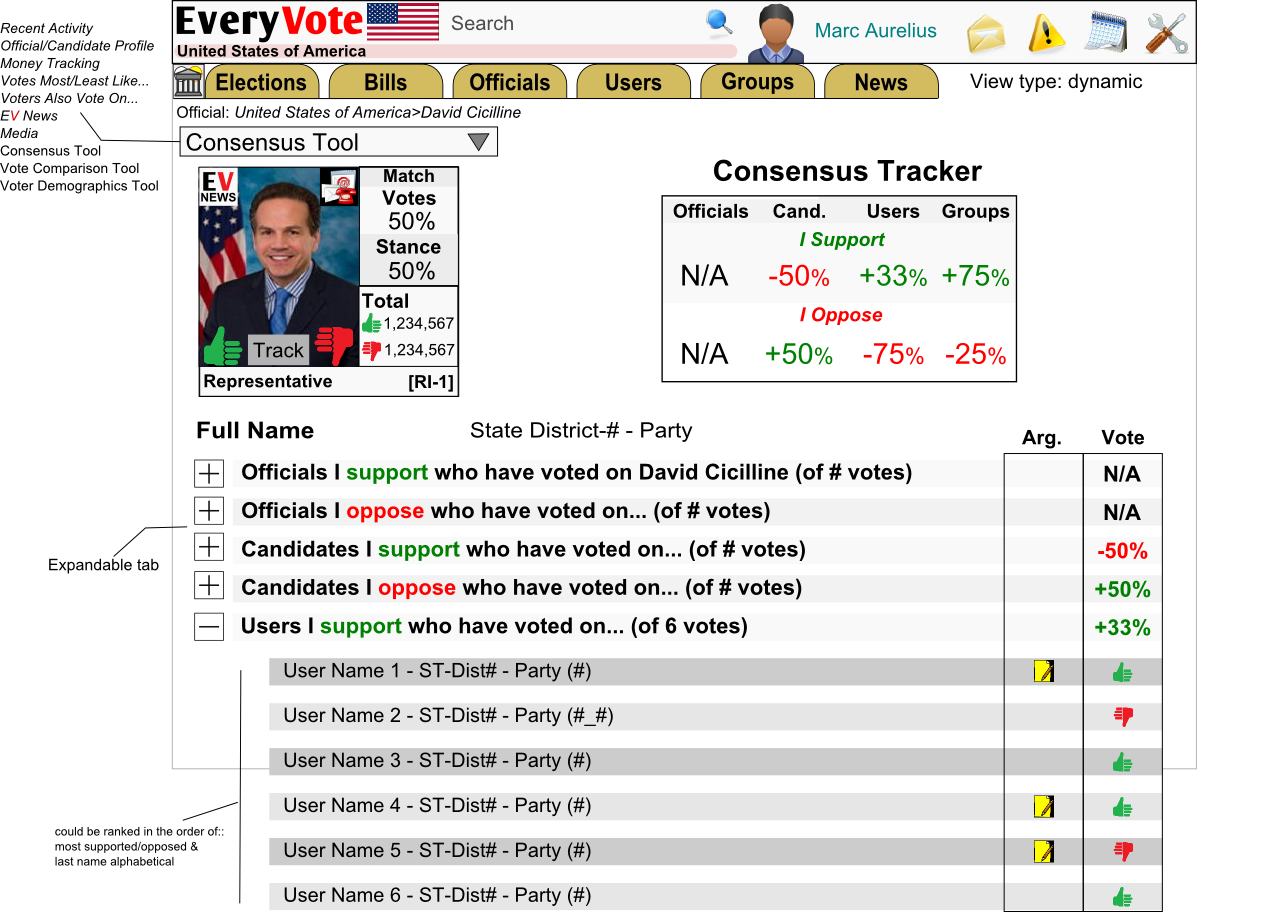 Recent Activity
Official/Candidate Profile
Money Tracking
Votes Most/Least Like...
Voters Also Vote On...
EV News
Media
Consensus Tool
Vote Comparison Tool
Voter Demographics Tool
EveryVote
Search
Marc Aurelius
United States of America
Elections
Bills
Officials
Users
Groups
News
View type: dynamic
Official: United States of America>David Cicilline
Consensus Tool
EV
NEWS
Match
Votes
50%
Stance
50%
Total
1,234,567
1,234,567
Track
Representative [RI-1]
Consensus Tracker
Officials Cand. Users Groups
I Support
N/A -50% +33% +75%
I Oppose
N/A +50% -75% -25%
Full Name State District-# - Party Arg. Vote
Officials I support who have voted on David Cicilline (of # votes) N/A
Officials I oppose who have voted on... (of # votes) N/A
Candidates I support who have voted on... (of # votes) -50%
Candidates I oppose who have voted on... (of # votes) +50%
Users I support who have voted on... (of 6 votes) +33%
Expandable tab
User Name 1 - ST-Dist# - Party (#)
User Name 2 - ST-Dist# - Party (#_#)
User Name 3 - ST-Dist# - Party (#)
User Name 4 - ST-Dist# - Party (#)
User Name 5 - ST-Dist# - Party (#)
User Name 6 - ST-Dist# - Party (#)
could be ranked in the order of::
most supported/opposed &
last name alphabetical